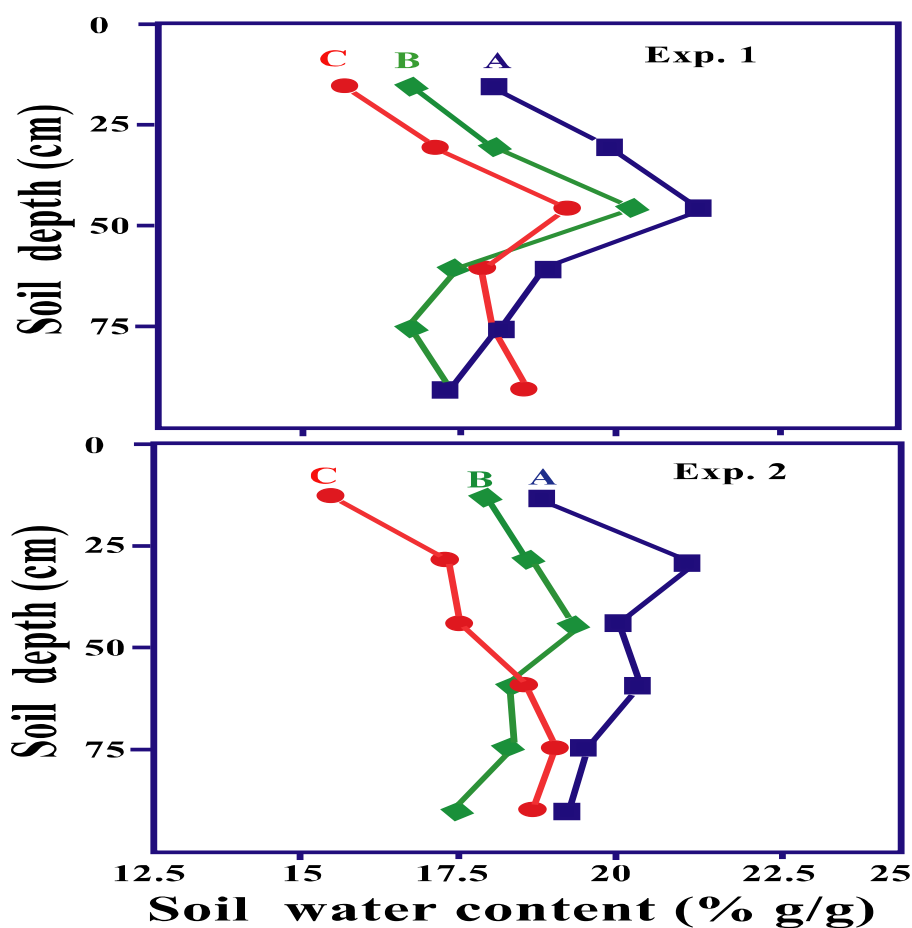 0
C B A Exp. 1
25
50
75
Soil depth (cm)
0
C B A Exp. 2
25
50
75
Soil depth (cm)
12.5 15 17.5 20 22.5 25
Soil water content (% g/g)